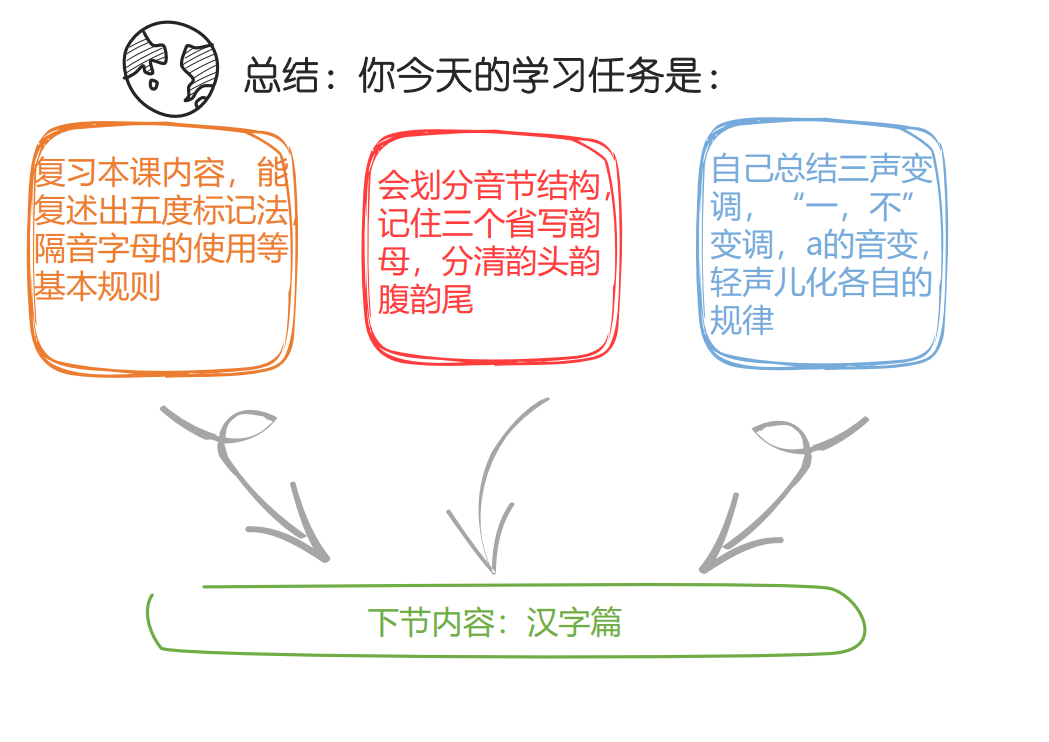 总结：你今天的学习任务是：
复习本课内容，能
复述出五度标记法，
隔音字母的使用等
基本规则
会划分音节结构，
记住三个省写韵
母，分清韵头韵
腹韵尾
自己总结三声变
调，“一，不”
变调，a的音变，
轻声儿化各自的
规律
下节内容：汉字篇